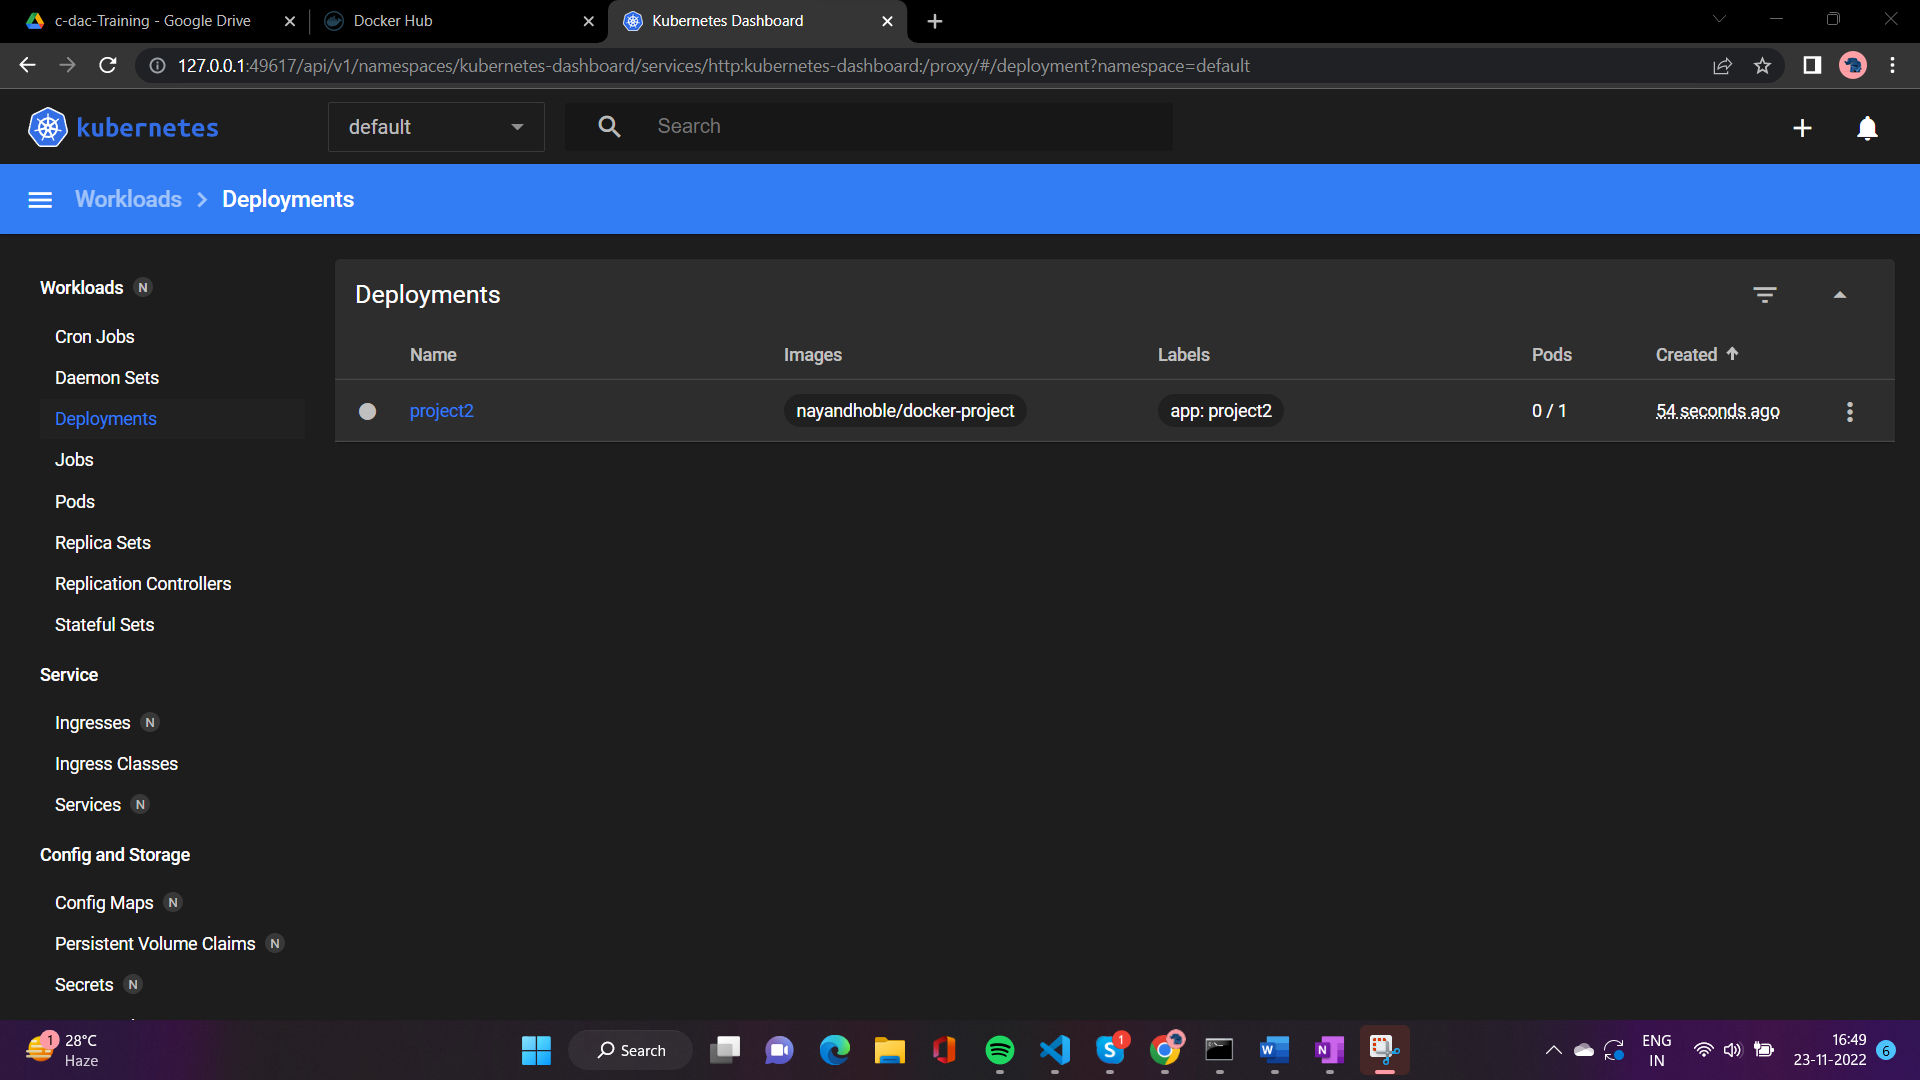 c-dac-Training - Google Drive
Docker Hub
Kubernetes Dashboard
127.0.0.1:49617/api/v1/namespaces/kubernetes-dashboard/services/http:kubernetes-dashboard:/proxy/#/deployment?namespace=default
kubernetes
default
Search
Workloads > Deployments
Workloads N
Cron Jobs
Daemon Sets
Deployments
Jobs
Pods
Replica Sets
Replication Controllers
Stateful Sets
Service
Ingresses N
Ingress Classes
Services N
Config and Storage
Config Maps N
Persistent Volume Claims N
Secrets N
Deployments
Name Images Labels Pods Created
project2 nayandhoble/docker-project app: project2 0 / 1 54 seconds ago
1
28°C
Haze
Search
S 1
W
N
ENG
IN
16:49
23-11-2022
6